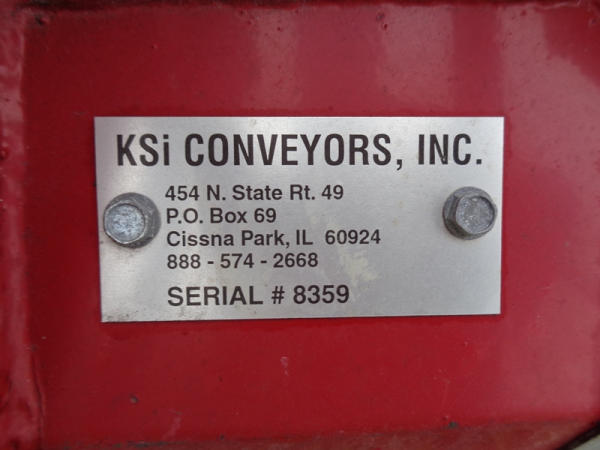 KSi CONVEYORS, INC.
454 N. State Rt. 49
P.O. Box 69
Cissna Park, IL 60924
888 - 574 - 2668
SERIAL # 8359